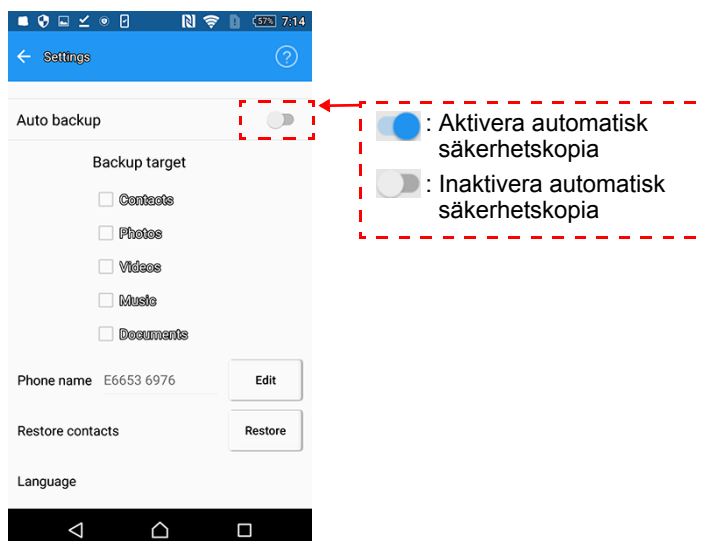 57% 7:14
Settings
?
Auto backup
Backup target
Contacts
Photos
Videos
Music
Documents
Phone name E6653 6976 Edit
Restore contacts Restore
Language
: Aktivera automatisk
säkerhetskopia
: Inaktivera automatisk
säkerhetskopia